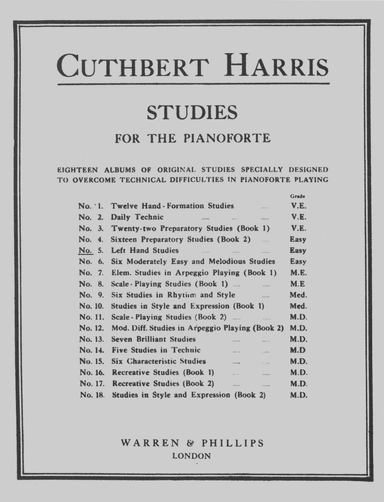 CUTHBERT HARRIS
STUDIES
FOR THE PIANOFORTE
EIGHTEEN ALBUMS OF ORIGINAL STUDIES SPECIALLY DESIGNED
TO OVERCOME TECHNICAL DIFFICULTIES IN PIANOFORTE PLAYING
Grade
No. 1. Twelve Hand-Formation Studies V.E.
No. 2. Daily Technic V.E.
No. 3. Twenty-two Preparatory Studies (Book 1) V.E.
No. 4. Sixteen Preparatory Studies (Book 2) Easy
No. 5. Left Hand Studies Easy
No. 6. Six Moderately Easy and Melodious Studies Easy
No. 7. Elem. Studies in Arpeggio Playing (Book 1) M.E.
No. 8. Scale-Playing Studies (Book 1) M.E
No. 9. Six Studies in Rhythm and Style Med.
No. 10. Studies in Style and Expression (Book 1) Med.
No. 11. Scale-Playing Studies (Book 2) M.D.
No. 12. Mod. Diff. Studies in Arpeggio Playing (Book 2) M.D.
No. 13. Seven Brilliant Studies M.D.
No. 14. Five Studies in Technic M.D
No. 15. Six Characteristic Studies M.D.
No. 16. Recreative Studies (Book 1) M.D.
No. 17. Recreative Studies (Book 2) M.D.
No. 18. Studies in Style and Expression (Book 2) M.D.
WARREN & PHILLIPS
LONDON